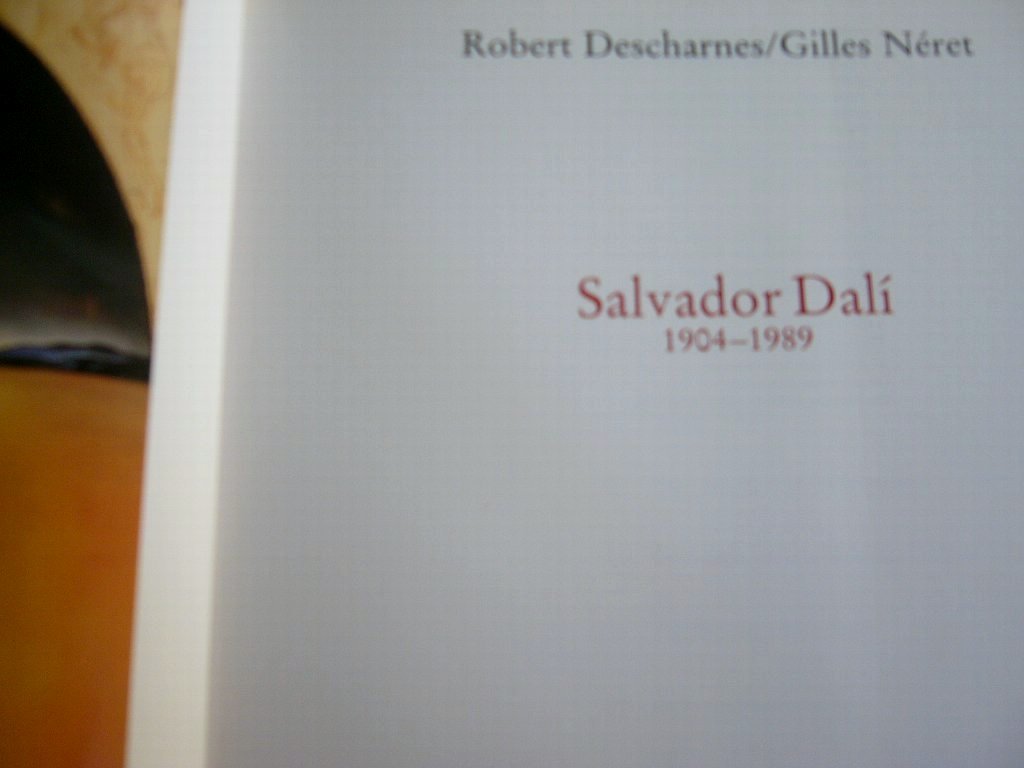 Robert Descharnes/Gilles Néret
Salvador Dalí
1904–1989